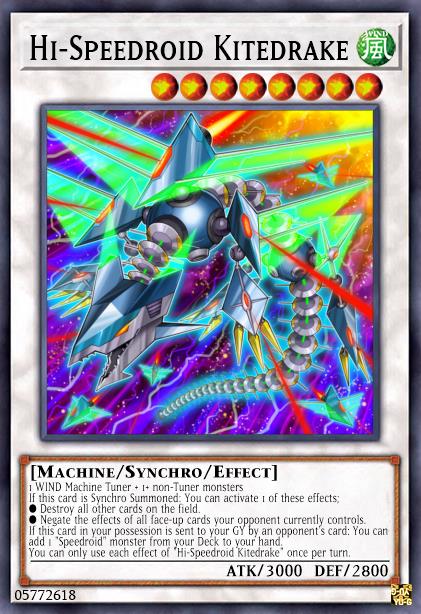 HI-SPEEDROID KITEDRAKE
WIND
風
[MACHINE/SYNCHRO/EFFECT]
1 WIND Machine Tuner + 1+ non-Tuner monsters
If this card is Synchro Summoned: You can activate 1 of these effects;
● Destroy all other cards on the field.
● Negate the effects of all face-up cards your opponent currently controls.
If this card in your possession is sent to your GY by an opponent's card: You can
add 1 "Speedroid" monster from your Deck to your hand.
You can only use each effect of "Hi-Speedroid Kitedrake" once per turn.
ATK/3000 DEF/2800
05772618